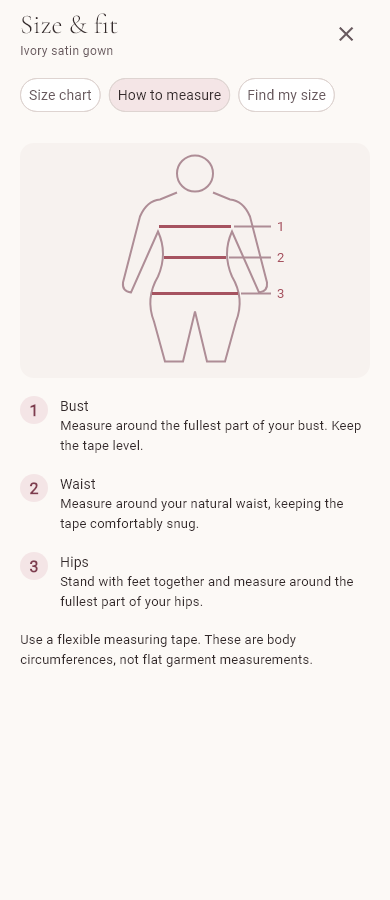 Size & fit
Ivory satin gown
Size chart
How to measure
Find my size
1
2
3
1
Bust
Measure around the fullest part of your bust. Keep
the tape level.
2
Waist
Measure around your natural waist, keeping the
tape comfortably snug.
3
Hips
Stand with feet together and measure around the
fullest part of your hips.
Use a flexible measuring tape. These are body
circumferences, not flat garment measurements.